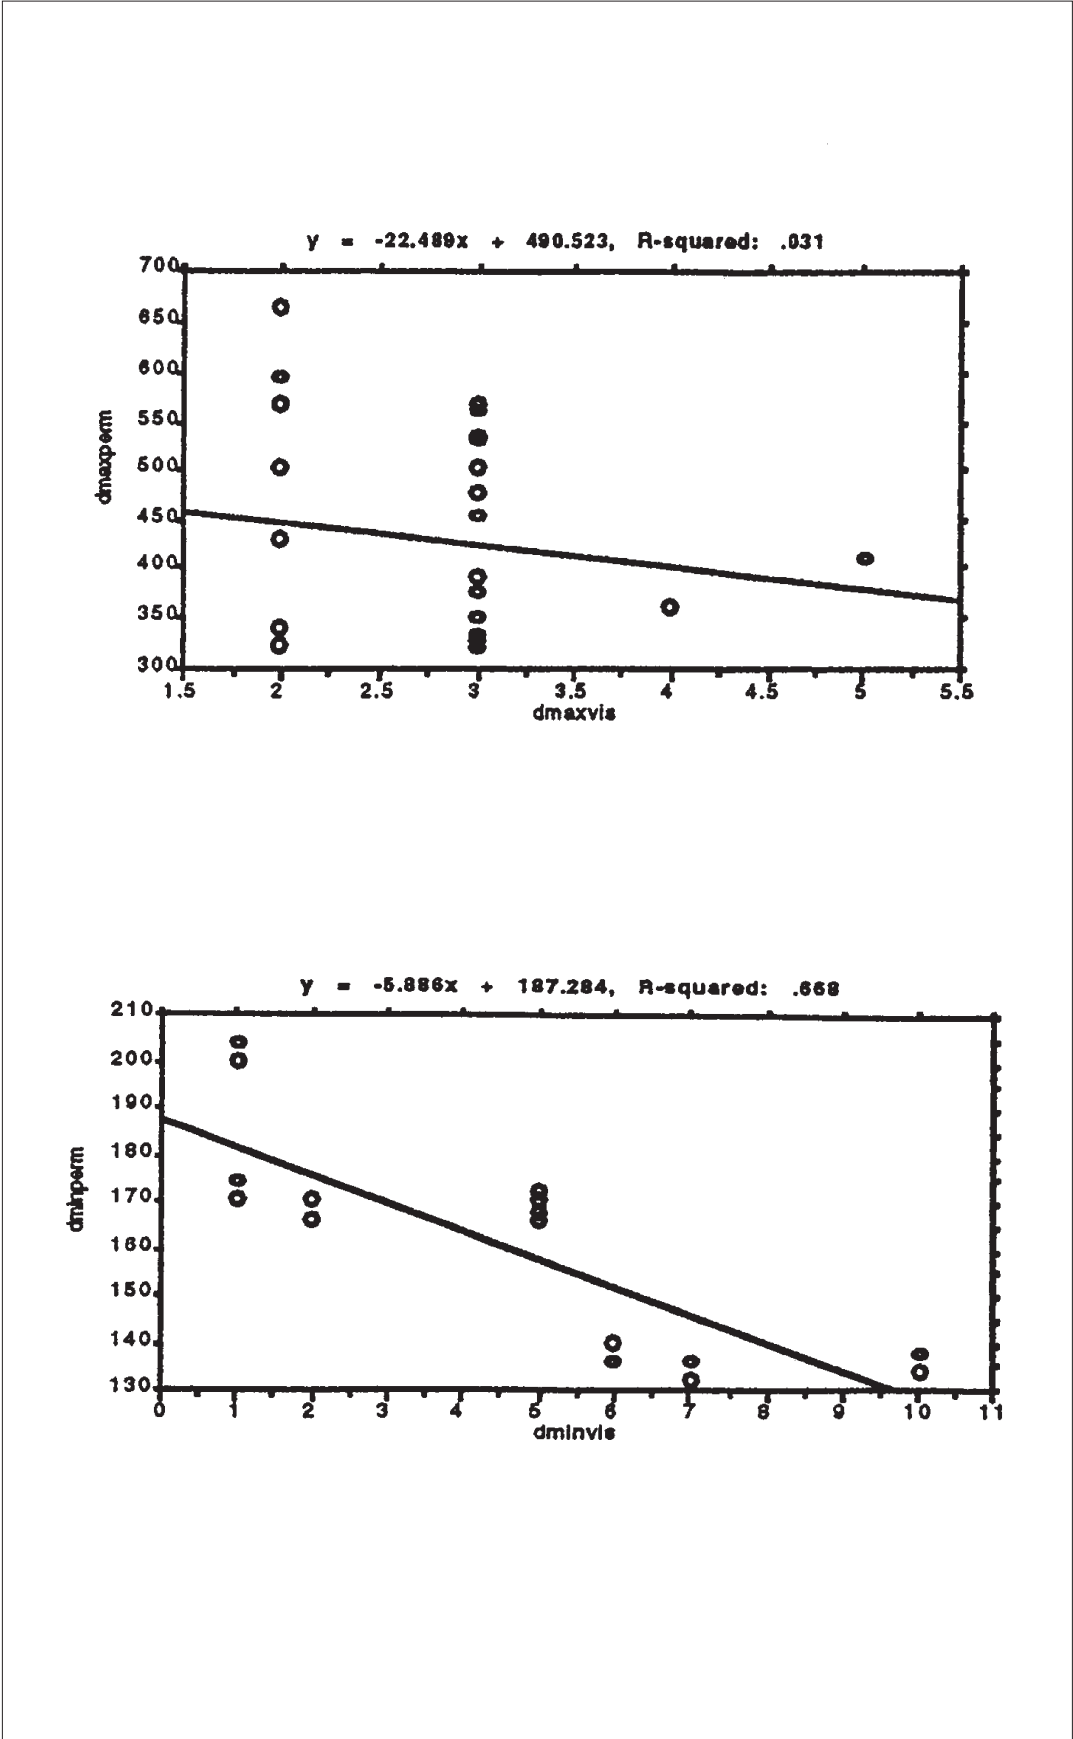 y = -22.489x + 490.523, R-squared: .031
700
650
600
550
500
450
400
350
300
dmaxperm
1.5 2 2.5 3 3.5 4 4.5 5 5.5
dmaxvis
y = -5.886x + 187.284, R-squared: .668
210
200
190
180
170
160
150
140
130
dminperm
0 1 2 3 4 5 6 7 8 9 10 11
dminvis